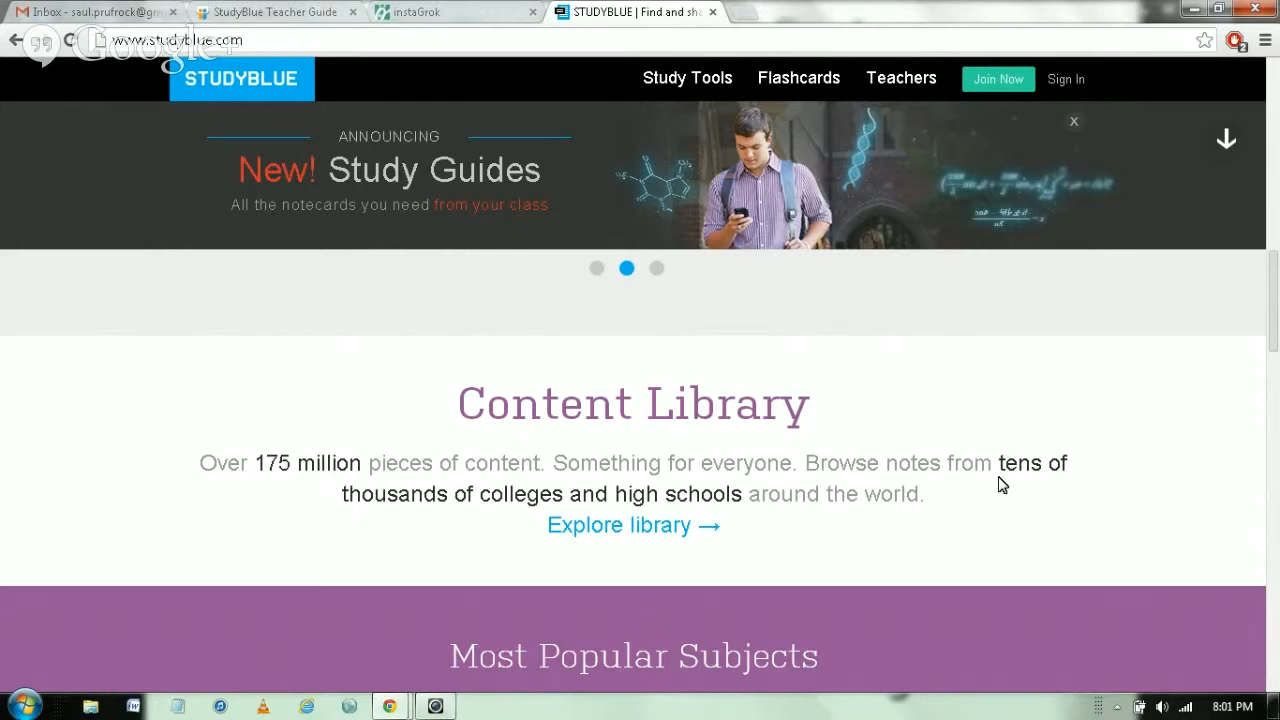 Inbox - saul.prufrock@gm
StudyBlue Teacher Guide
instaGrok
STUDYBLUE | Find and sha
Google+
www.studyblue.com
2
STUDYBLUE
Study Tools
Flashcards
Teachers
Join Now
Sign In
ANNOUNCING
New! Study Guides
All the notecards you need from your class
x
Content Library
Over 175 million pieces of content. Something for everyone. Browse notes from tens of
thousands of colleges and high schools around the world.
Explore library →
Most Popular Subjects
8:01 PM